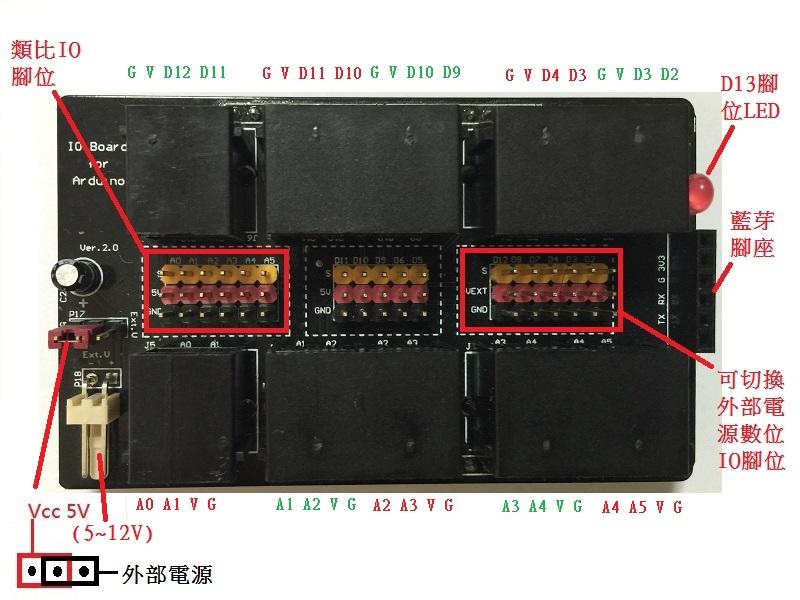 類比IO
腳位
G V D12 D11
G V D11 D10
G V D10 D9
G V D4 D3
G V D3 D2
D13腳
位LED
IO Board
for
Arduino
Ver.2.0
A0 A1 A2 A3 A4 A5
5V
GND
D11 D10 D9 D6 D5
S
5V
GND
D12 D8 D7 D4 D3 D2
S
VEXT
GND
TX RX G 3V3
藍芽
腳座
C2
P17
Ext.V
Ext.V
- +
P18
J5 A0 A1
A1 A2 A2 A3
A3 A4 A4 A5
可切換
外部電
源數位
IO腳位
A0 A1 V G
A1 A2 V G
A2 A3 V G
A3 A4 V G
A4 A5 V G
Vcc 5V
(5~12V)
外部電源